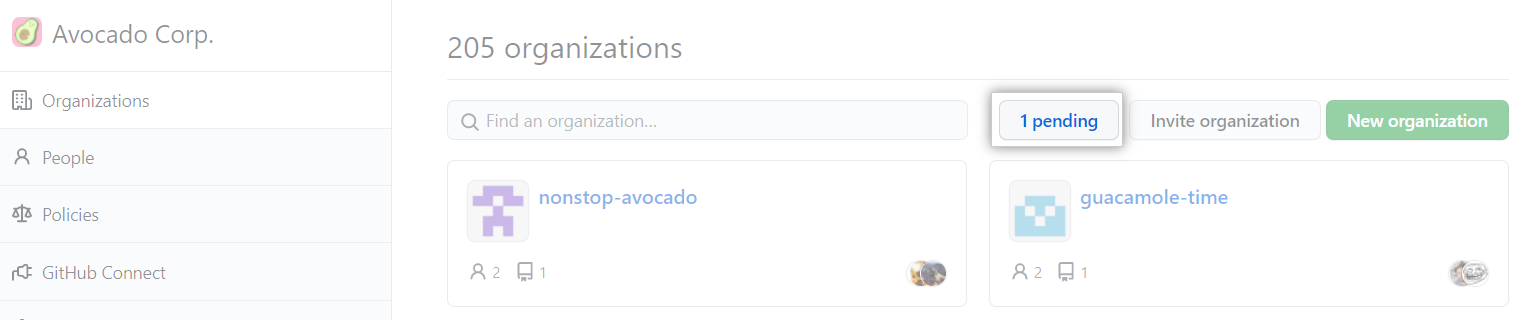 Avocado Corp.
Organizations
People
Policies
GitHub Connect
205 organizations
Find an organization...
1 pending
Invite organization
New organization
nonstop-avocado
2 1
guacamole-time
2 1